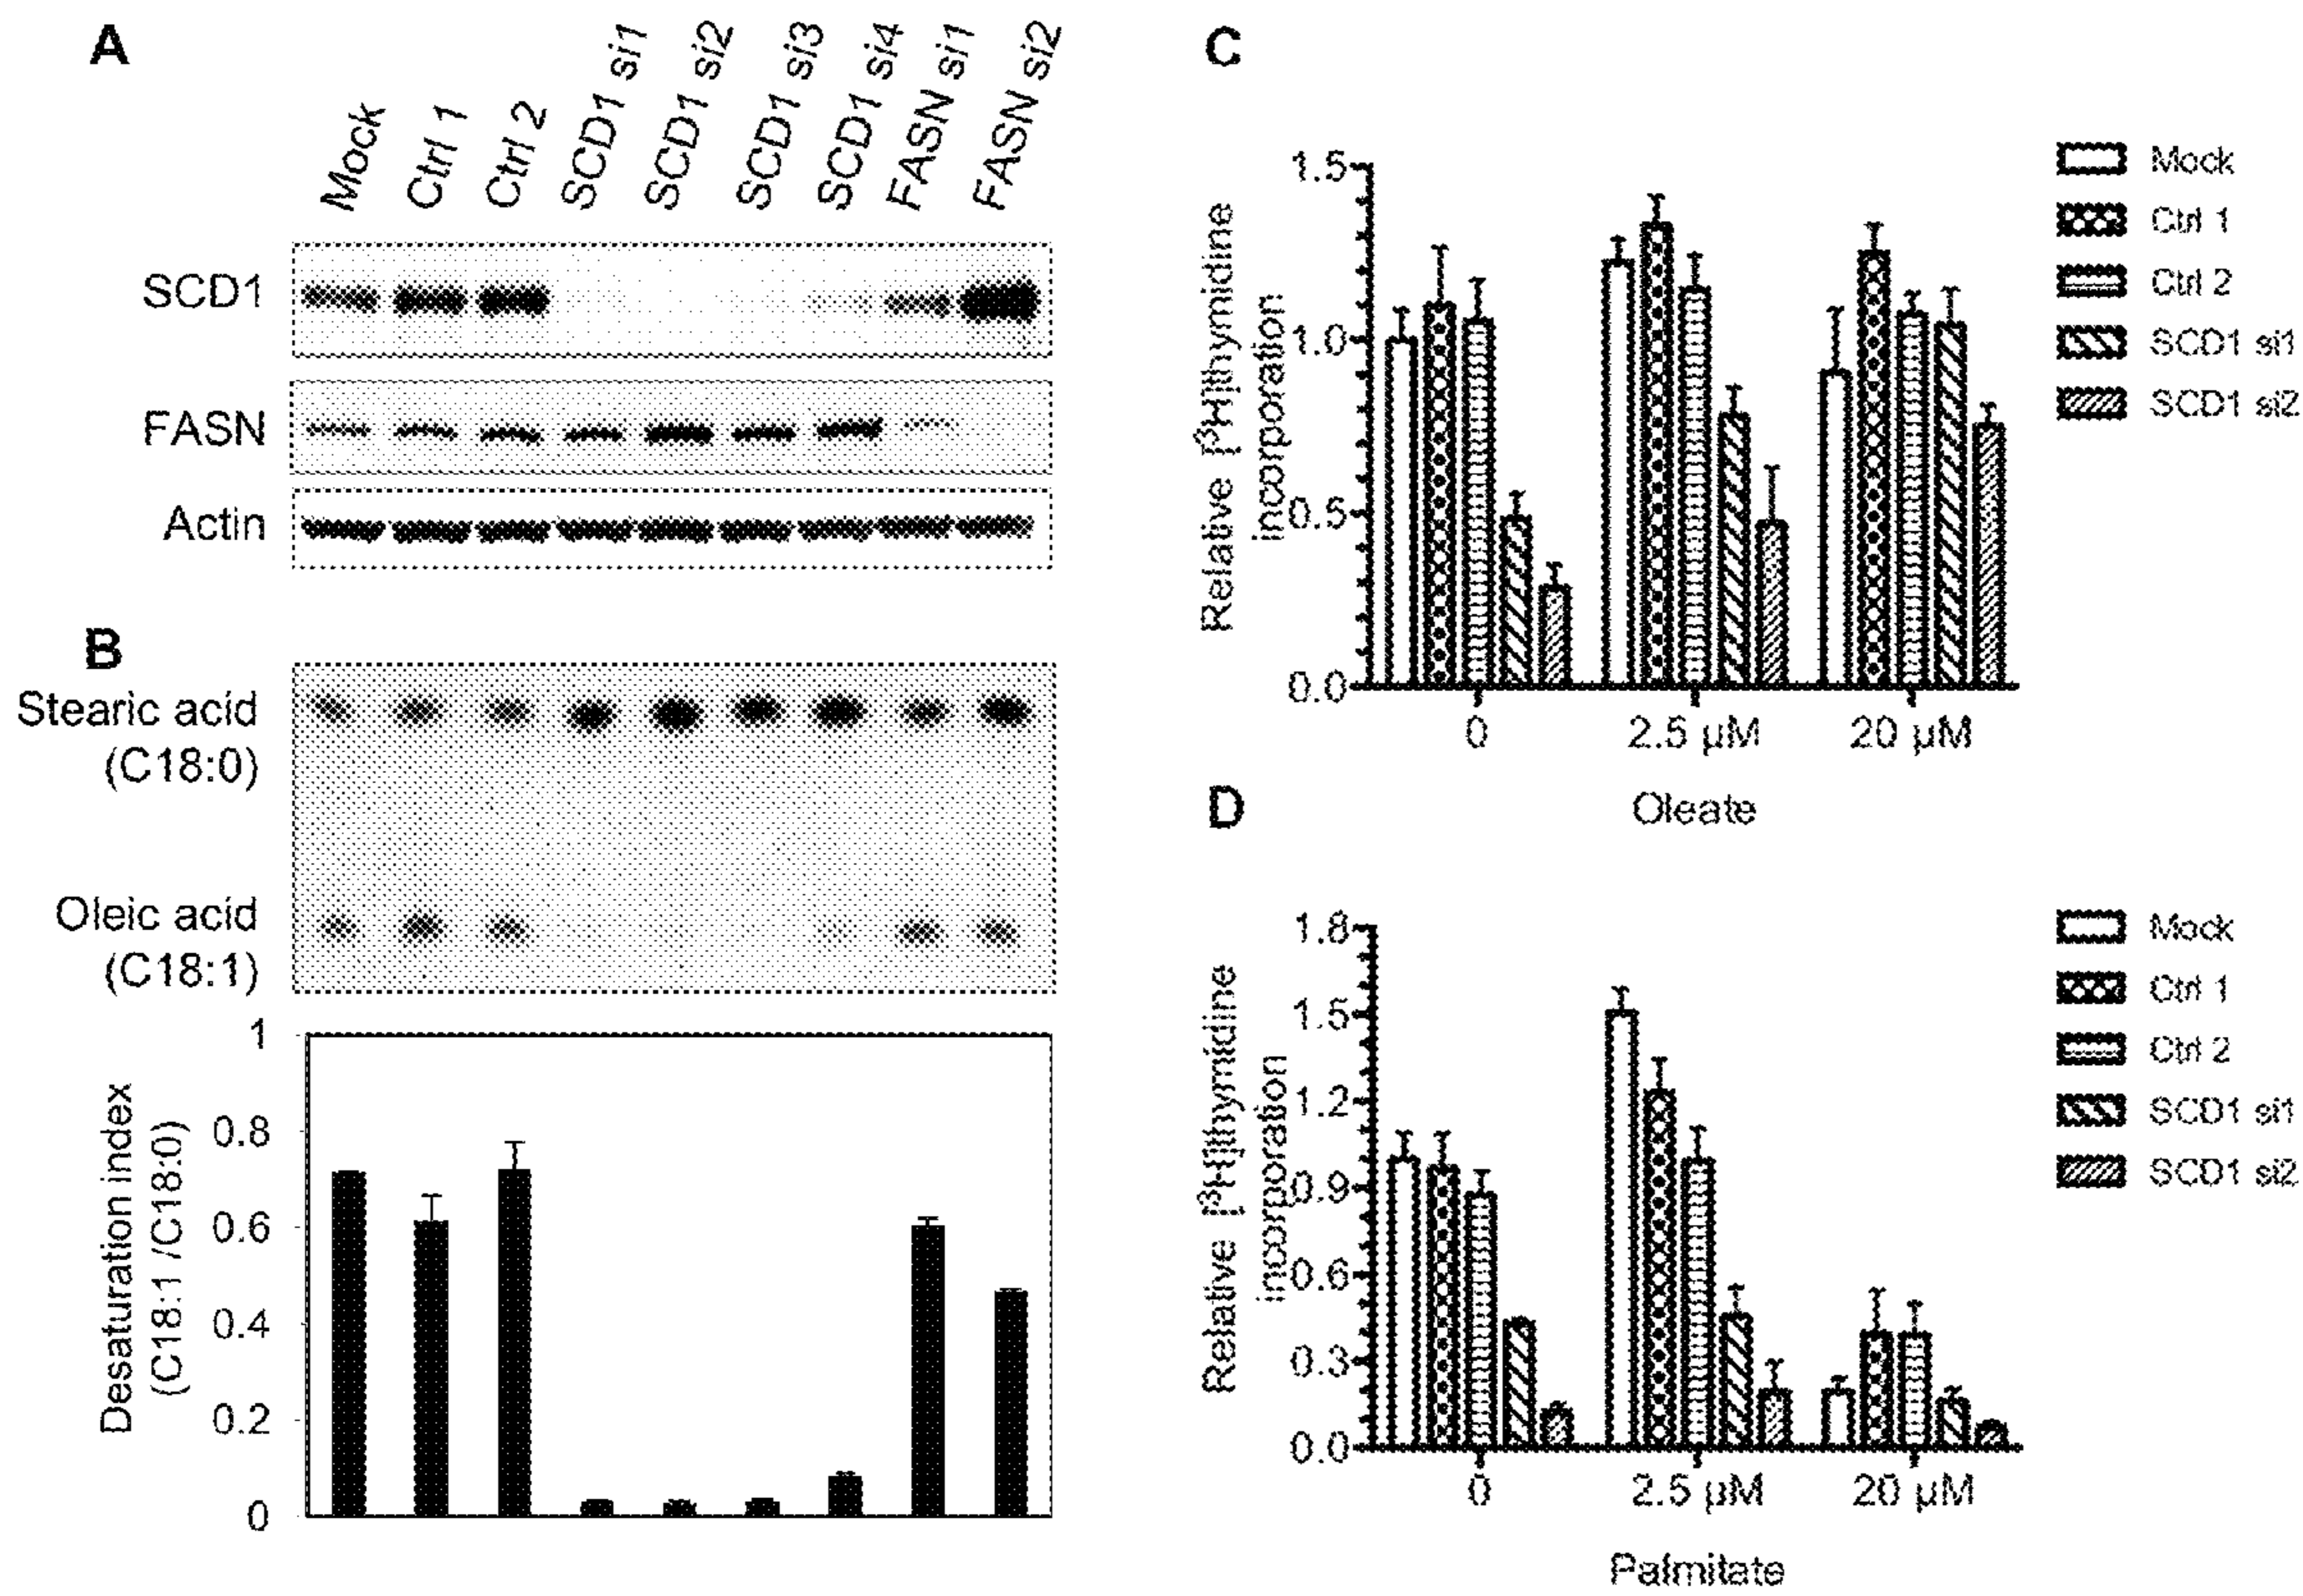 A
Mock
Ctrl 1
Ctrl 2
SCD1 si1
SCD1 si2
SCD1 si3
SCD1 si4
FASN si1
FASN si2
SCD1
FASN
Actin
B
Stearic acid
(C18:0)
Oleic acid
(C18:1)
Desaturation index
(C18:1 /C18:0)
1
0.8
0.6
0.4
0.2
0
C
Relative [³H]thymidine
incorporation
1.5
1.0
0.5
0.0
0
2.5 µM
20 µM
Oleate
Mock
Ctrl 1
Ctrl 2
SCD1 si1
SCD1 si2
D
Relative [³H]thymidine
incorporation
1.8
1.5
1.2
0.9
0.6
0.3
0.0
0
2.5 µM
20 µM
Palmitate
Mock
Ctrl 1
Ctrl 2
SCD1 si1
SCD1 si2